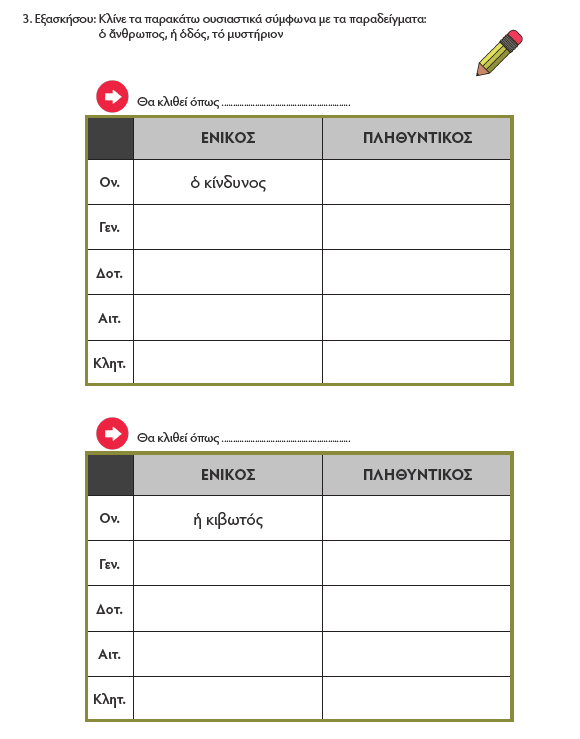 3. Εξασκήσου: Κλίνε τα παρακάτω ουσιαστικά σύμφωνα με τα παραδείγματα:
ὁ ἄνθρωπος, ἡ ὁδός, τό μυστήριον
Θα κλιθεί όπως ......................................................
ΕΝΙΚΟΣ ΠΛΗΘΥΝΤΙΚΟΣ
Ον. ὁ κίνδυνος
Γεν.
Δοτ.
Αιτ.
Κλητ.
Θα κλιθεί όπως ......................................................
ΕΝΙΚΟΣ ΠΛΗΘΥΝΤΙΚΟΣ
Ον. ἡ κιβωτός
Γεν.
Δοτ.
Αιτ.
Κλητ.